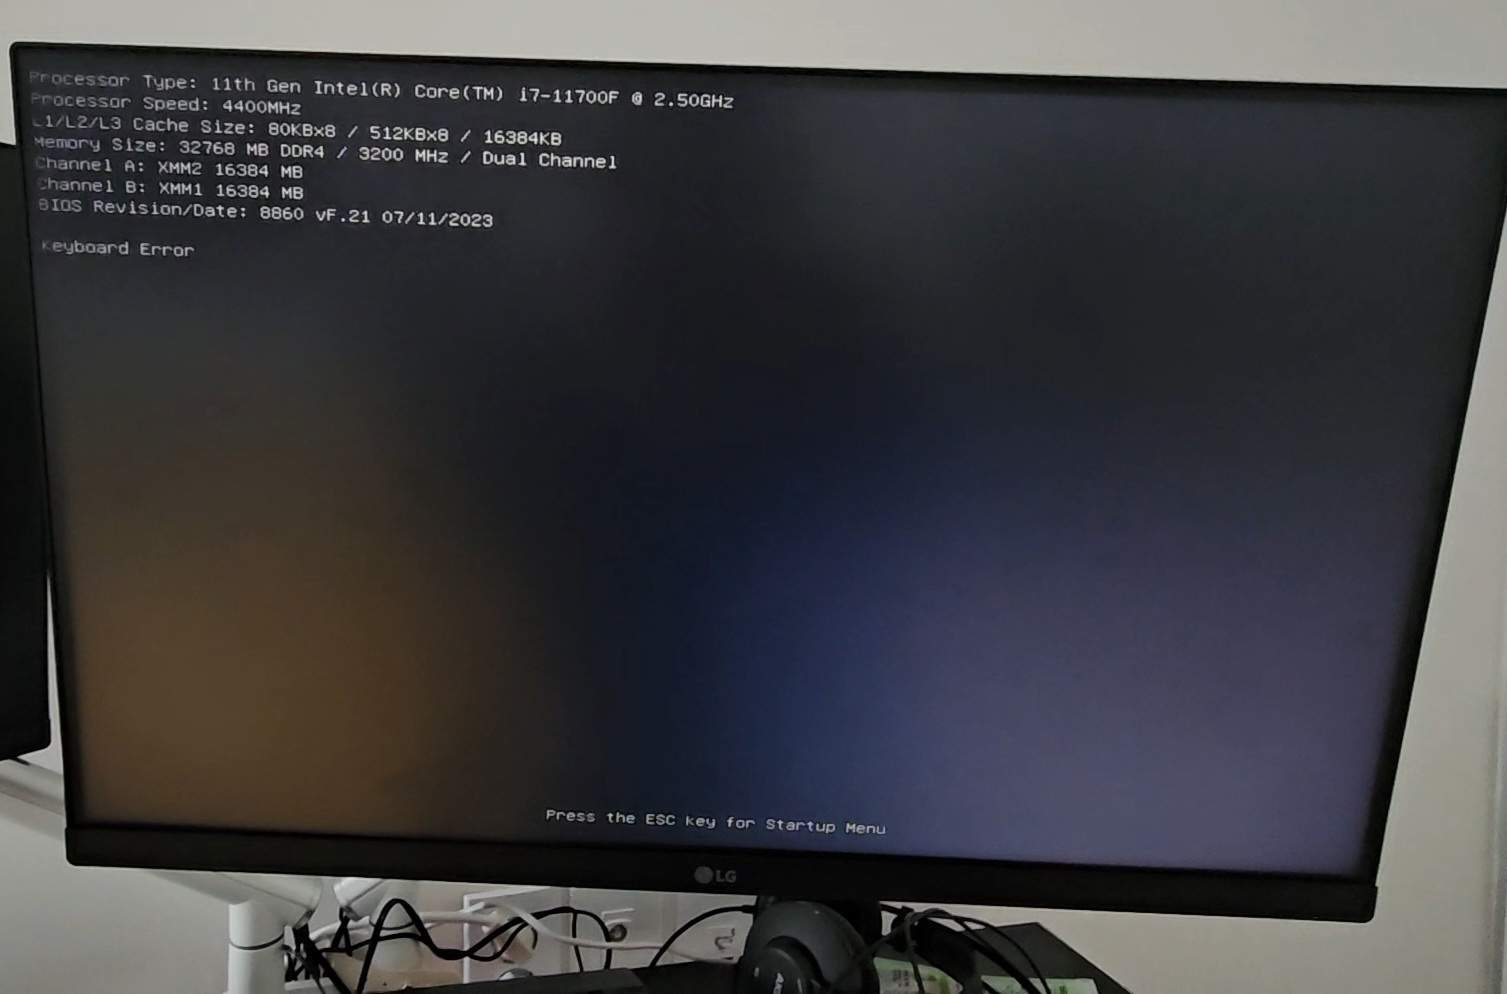 Processor Type: 11th Gen Intel(R) Core(TM) i7-11700F @ 2.50GHz
Processor Speed: 4400MHz
L1/L2/L3 Cache Size: 80KBx8 / 512KBx8 / 16384KB
Memory Size: 32768 MB DDR4 / 3200 MHz / Dual Channel
Channel A: XMM2 16384 MB
Channel B: XMM1 16384 MB
BIOS Revision/Date: 8860 vF.21 07/11/2023
Keyboard Error
Press the ESC key for Startup Menu
LG